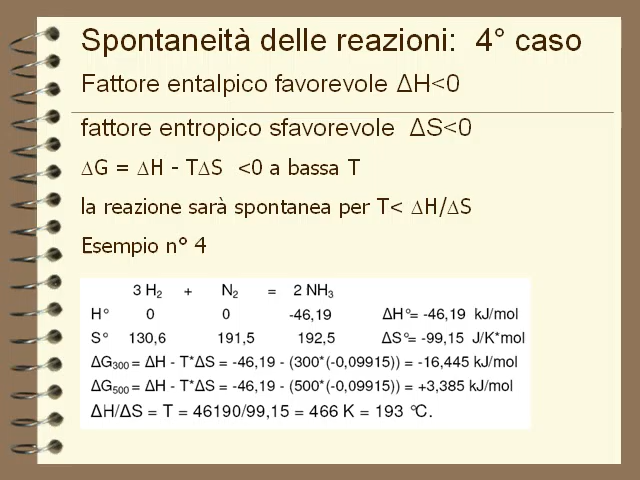 Spontaneità delle reazioni: 4° caso
Fattore entalpico favorevole ΔH<0
fattore entropico sfavorevole ΔS<0
ΔG = ΔH - TΔS <0 a bassa T
la reazione sarà spontanea per T< ΔH/ΔS
Esempio n° 4
3 H₂ + N₂ = 2 NH₃
H° 0 0 -46,19 ΔH°= -46,19 kJ/mol
S° 130,6 191,5 192,5 ΔS°= -99,15 J/K*mol
ΔG₃₀₀ = ΔH - T*ΔS = -46,19 - (300*(-0,09915)) = -16,445 kJ/mol
ΔG₅₀₀ = ΔH - T*ΔS = -46,19 - (500*(-0,09915)) = +3,385 kJ/mol
ΔH/ΔS = T = 46190/99,15 = 466 K = 193 °C.